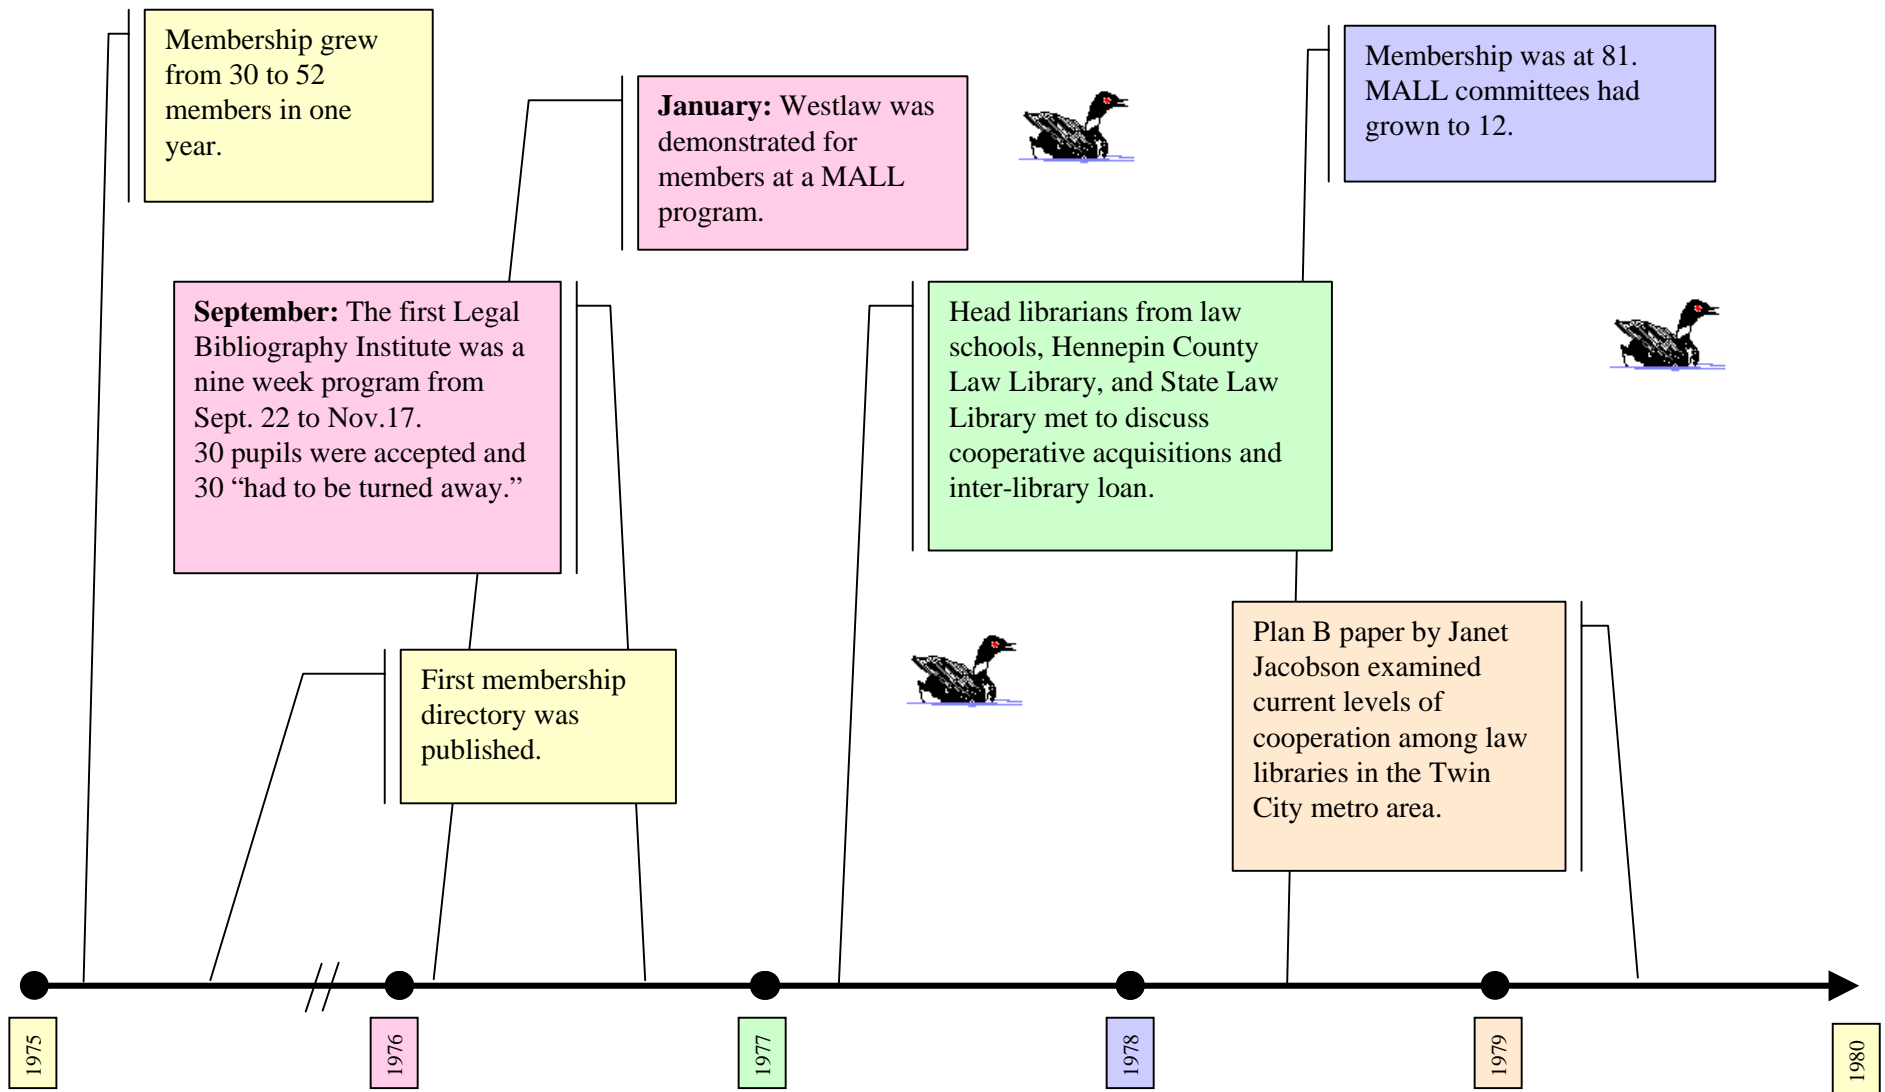 Membership grew
from 30 to 52
members in one
year.
January: Westlaw was
demonstrated for
members at a MALL
program.
Membership was at 81.
MALL committees had
grown to 12.
September: The first Legal
Bibliography Institute was a
nine week program from
Sept. 22 to Nov.17.
30 pupils were accepted and
30 “had to be turned away.”
Head librarians from law
schools, Hennepin County
Law Library, and State Law
Library met to discuss
cooperative acquisitions and
inter-library loan.
First membership
directory was
published.
Plan B paper by Janet
Jacobson examined
current levels of
cooperation among law
libraries in the Twin
City metro area.
1975
1976
1977
1978
1979
1980